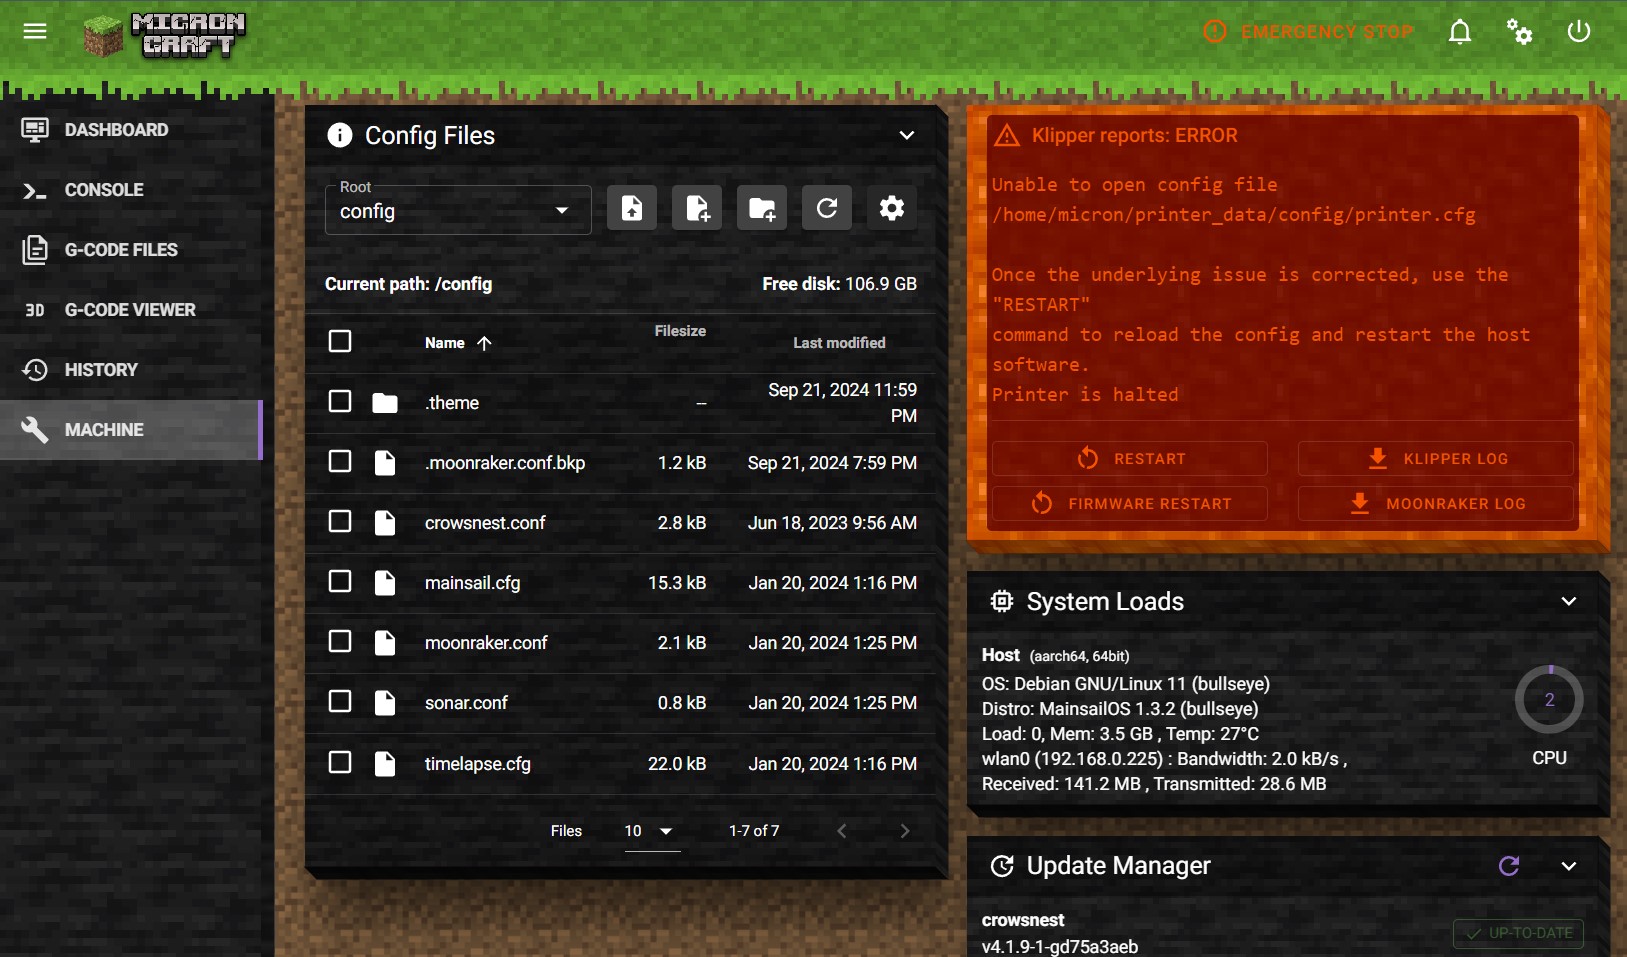 MICRON
CRAFT
EMERGENCY STOP
DASHBOARD
CONSOLE
G-CODE FILES
3D G-CODE VIEWER
HISTORY
MACHINE
Config Files
Root
config
Current path: /config
Free disk: 106.9 GB
Name Filesize Last modified
.theme -- Sep 21, 2024 11:59
PM
.moonraker.conf.bkp 1.2 kB Sep 21, 2024 7:59 PM
crowsnest.conf 2.8 kB Jun 18, 2023 9:56 AM
mainsail.cfg 15.3 kB Jan 20, 2024 1:16 PM
moonraker.conf 2.1 kB Jan 20, 2024 1:25 PM
sonar.conf 0.8 kB Jan 20, 2024 1:25 PM
timelapse.cfg 22.0 kB Jan 20, 2024 1:16 PM
Files 10 1-7 of 7
Klipper reports: ERROR
Unable to open config file
/home/micron/printer_data/config/printer.cfg
Once the underlying issue is corrected, use the
"RESTART"
command to reload the config and restart the host
software.
Printer is halted
RESTART
KLIPPER LOG
FIRMWARE RESTART
MOONRAKER LOG
System Loads
Host (aarch64, 64bit)
OS: Debian GNU/Linux 11 (bullseye)
Distro: MainsailOS 1.3.2 (bullseye)
Load: 0, Mem: 3.5 GB , Temp: 27°C
wlan0 (192.168.0.225) : Bandwidth: 2.0 kB/s ,
Received: 141.2 MB , Transmitted: 28.6 MB
2
CPU
Update Manager
crowsnest
v4.1.9-1-gd75a3aeb
UP-TO-DATE